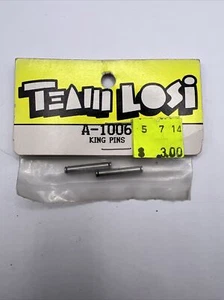 TEAM LOSI
A-1006
KING PINS
5 7 14
$ 3.00